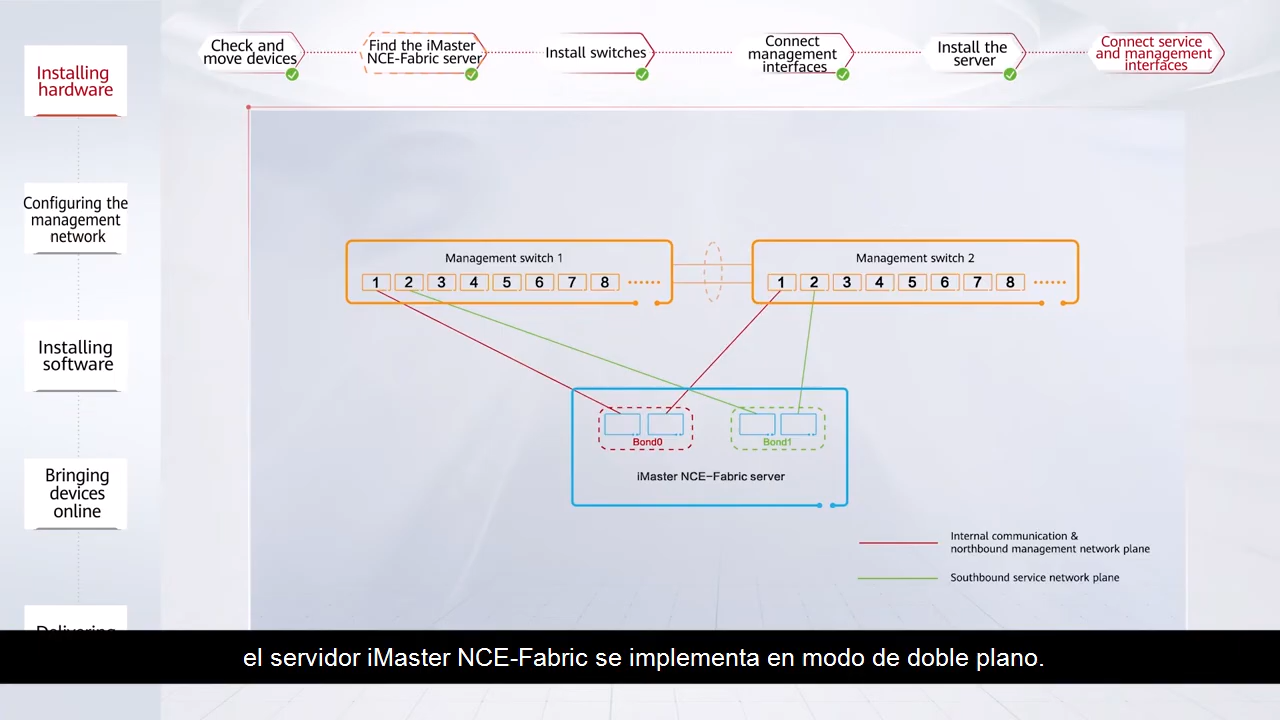 Check and
move devices
Find the iMaster
NCE-Fabric server
Install switches
Connect
management
interfaces
Install the
server
Connect service
and management
interfaces
Installing
hardware
Configuring the
management
network
Installing
software
Bringing
devices
online
Delivering
Management switch 1
1 2 3 4 5 6 7 8 ......
Management switch 2
1 2 3 4 5 6 7 8 ......
Bond0
Bond1
iMaster NCE-Fabric server
Internal communication &
northbound management network plane
Southbound service network plane
el servidor iMaster NCE-Fabric se implementa en modo de doble plano.